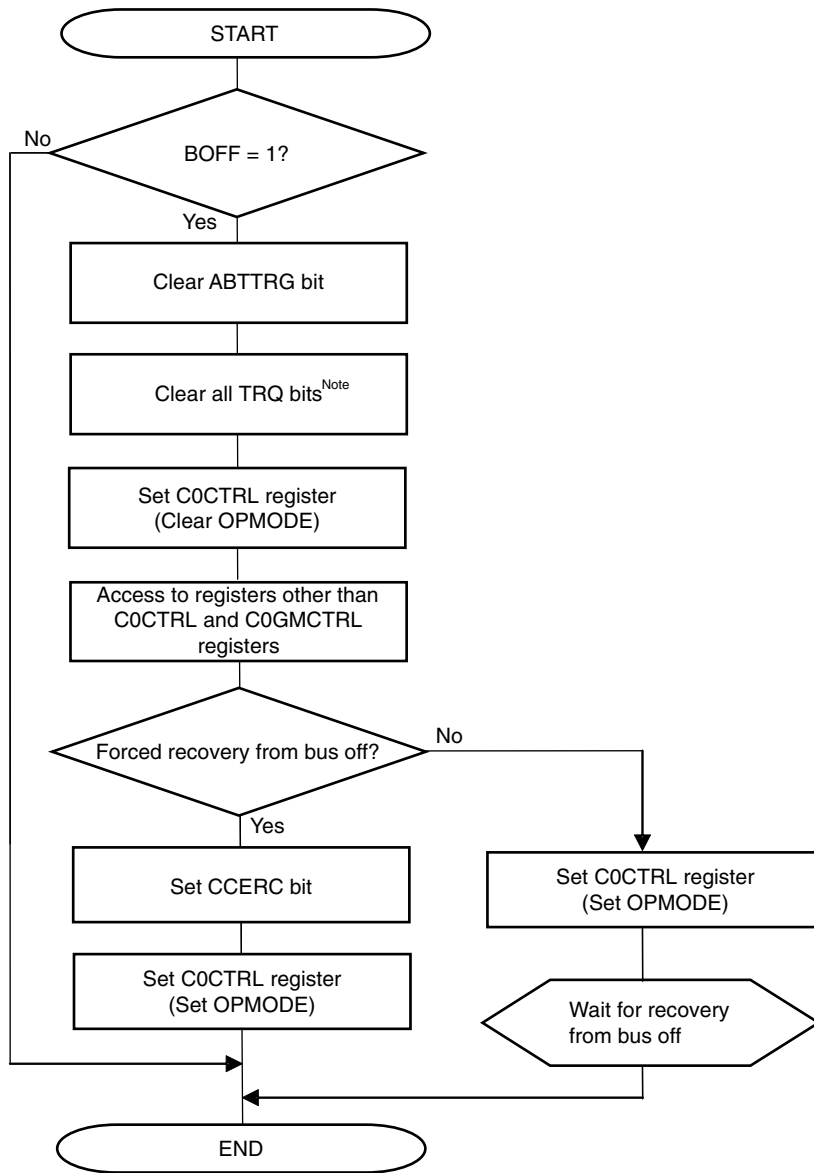 START
No
BOFF = 1?
Yes
Clear ABTTRG bit
Clear all TRQ bitsNote
Set C0CTRL register
(Clear OPMODE)
Access to registers other than
C0CTRL and C0GMCTRL
registers
Forced recovery from bus off?
No
Yes
Set CCERC bit
Set C0CTRL register
(Set OPMODE)
Set C0CTRL register
(Set OPMODE)
Wait for recovery
from bus off
END